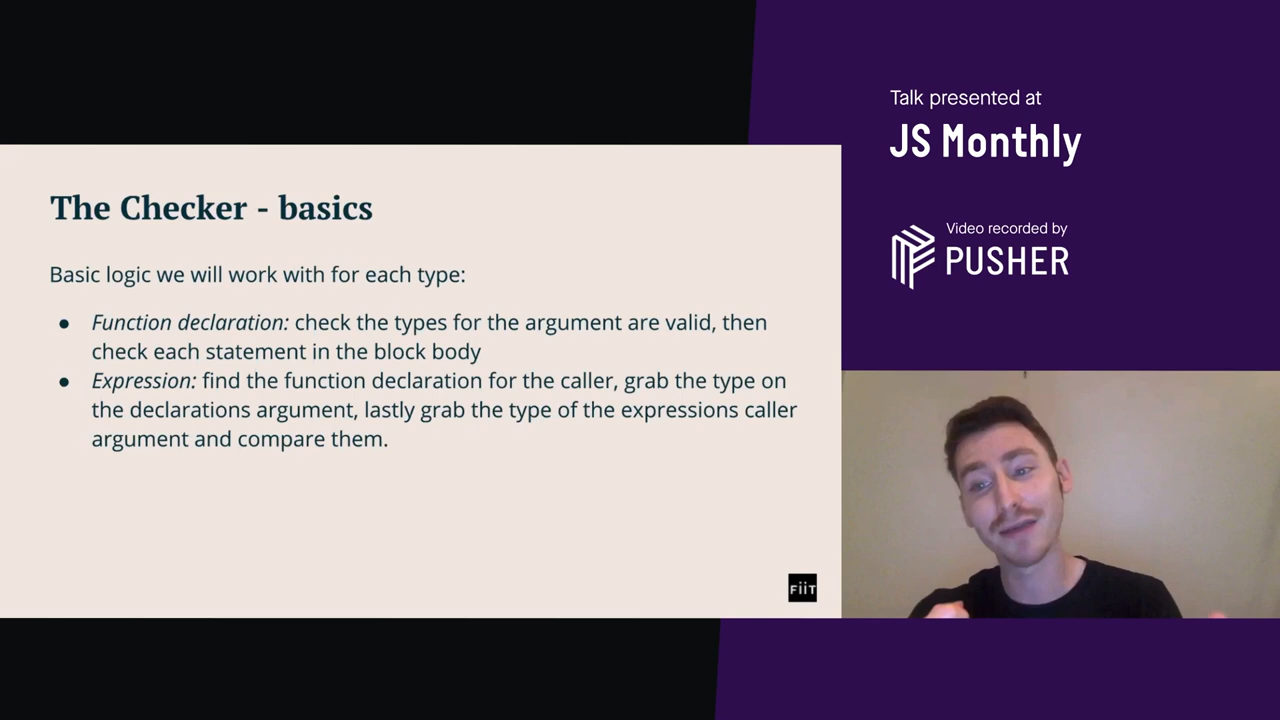 The Checker - basics
Basic logic we will work with for each type:
● Function declaration: check the types for the argument are valid, then
check each statement in the block body
● Expression: find the function declaration for the caller, grab the type on
the declarations argument, lastly grab the type of the expressions caller
argument and compare them.
FiiT
Talk presented at
JS Monthly
Video recorded by
PUSHER